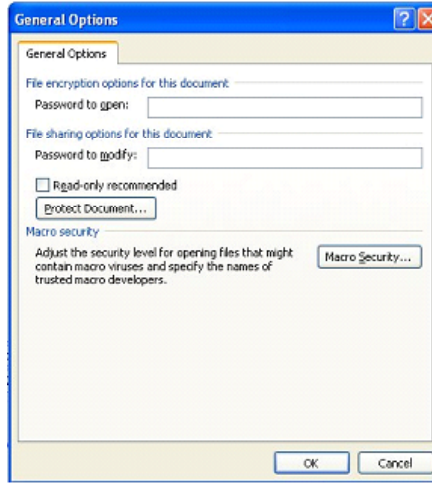 General Options
General Options
File encryption options for this document
Password to open:
File sharing options for this document
Password to modify:
Read-only recommended
Protect Document...
Macro security
Adjust the security level for opening files that might
contain macro viruses and specify the names of
trusted macro developers.
Macro Security...
OK
Cancel